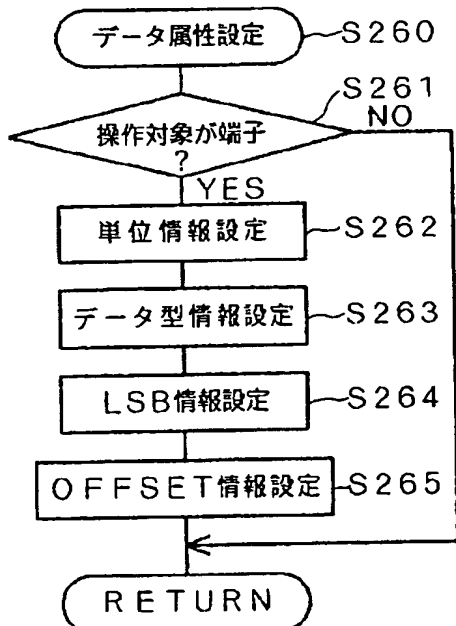 データ属性設定 S260
S261
NO
操作対象が端子
?
YES
単位情報設定 S262
データ型情報設定 S263
LSB情報設定 S264
OFFSET情報設定 S265
RETURN